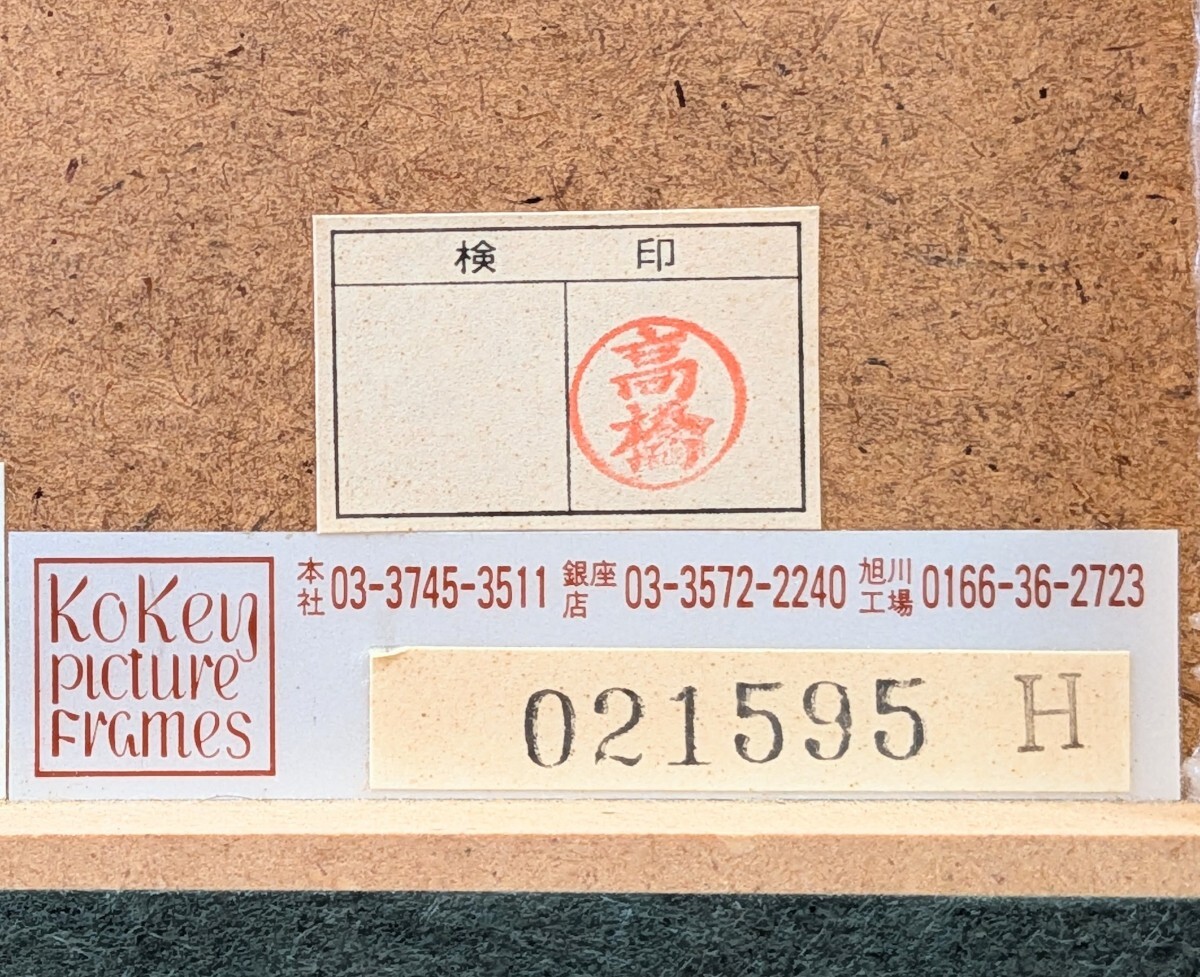 検 印
高橋
KoKey
picture
Frames
本社 03-3745-3511 銀座店 03-3572-2240 旭川工場 0166-36-2723
021595 H